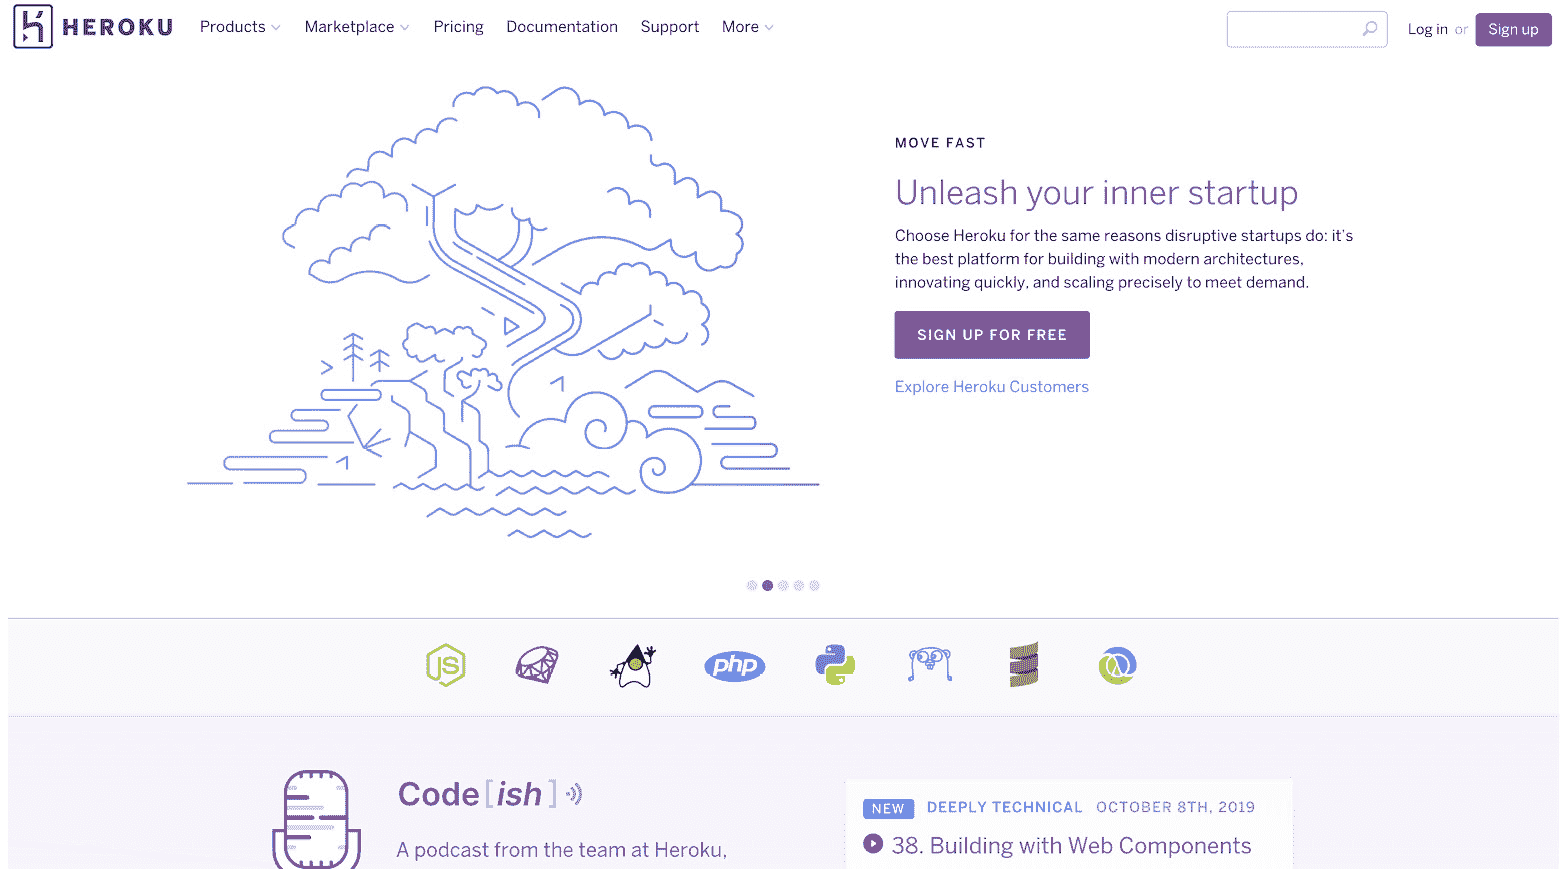 HEROKU
Products
Marketplace
Pricing
Documentation
Support
More
Log in or
Sign up
MOVE FAST
Unleash your inner startup
Choose Heroku for the same reasons disruptive startups do: it's
the best platform for building with modern architectures,
innovating quickly, and scaling precisely to meet demand.
SIGN UP FOR FREE
Explore Heroku Customers
JS
php
Code[ish]
A podcast from the team at Heroku,
NEW DEEPLY TECHNICAL OCTOBER 8TH, 2019
38. Building with Web Components